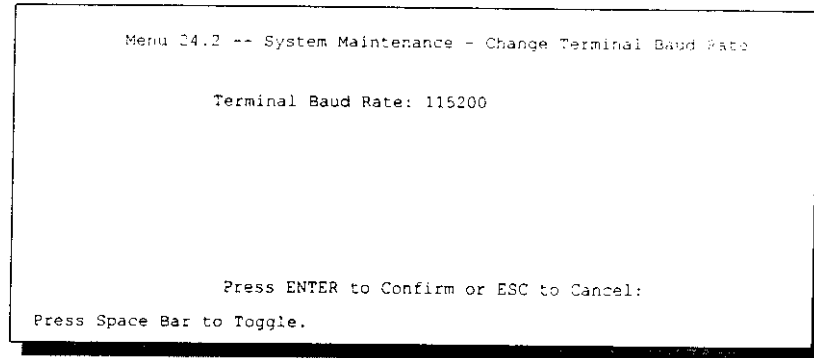 Menu 24.2 -- System Maintenance - Change Terminal Baud Rate
Terminal Baud Rate: 115200
Press ENTER to Confirm or ESC to Cancel:
Press Space Bar to Toggle.